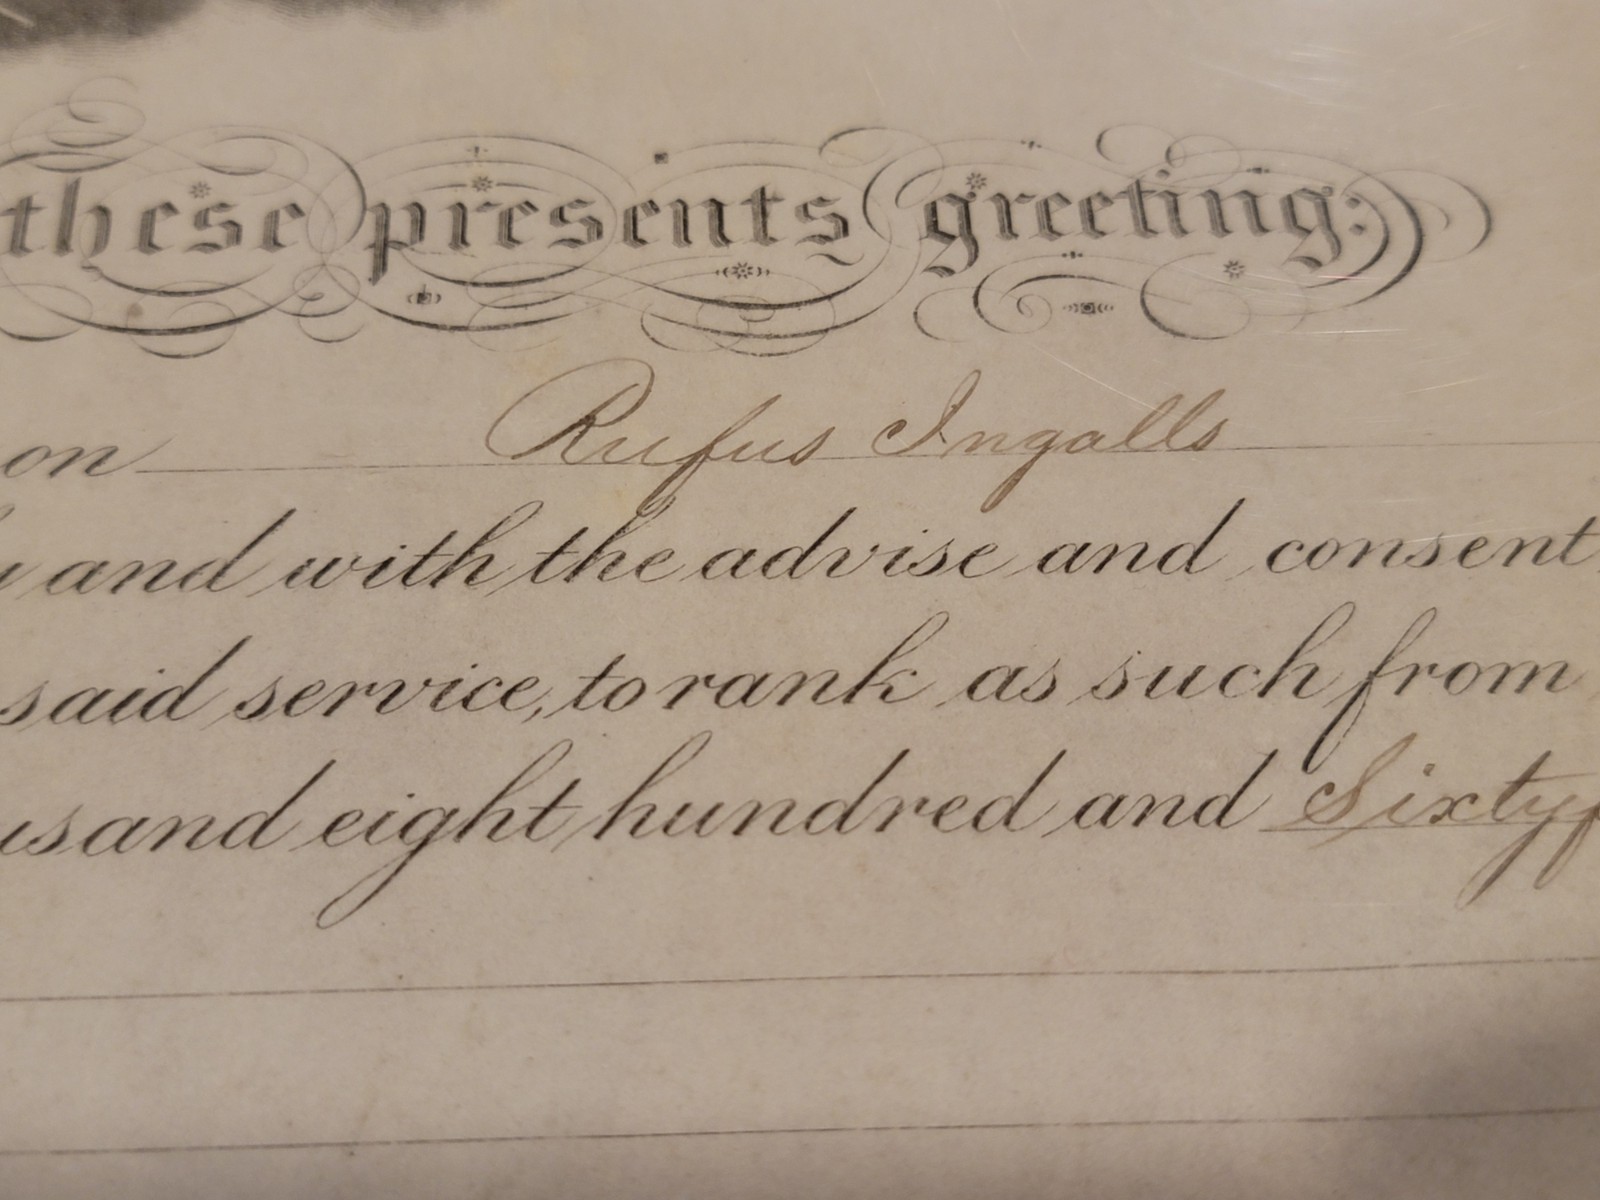 these presents greeting:
on Rufus Ingalls
and with the advise and consent
said service, to rank as such from
usand eight hundred and Sixtyf